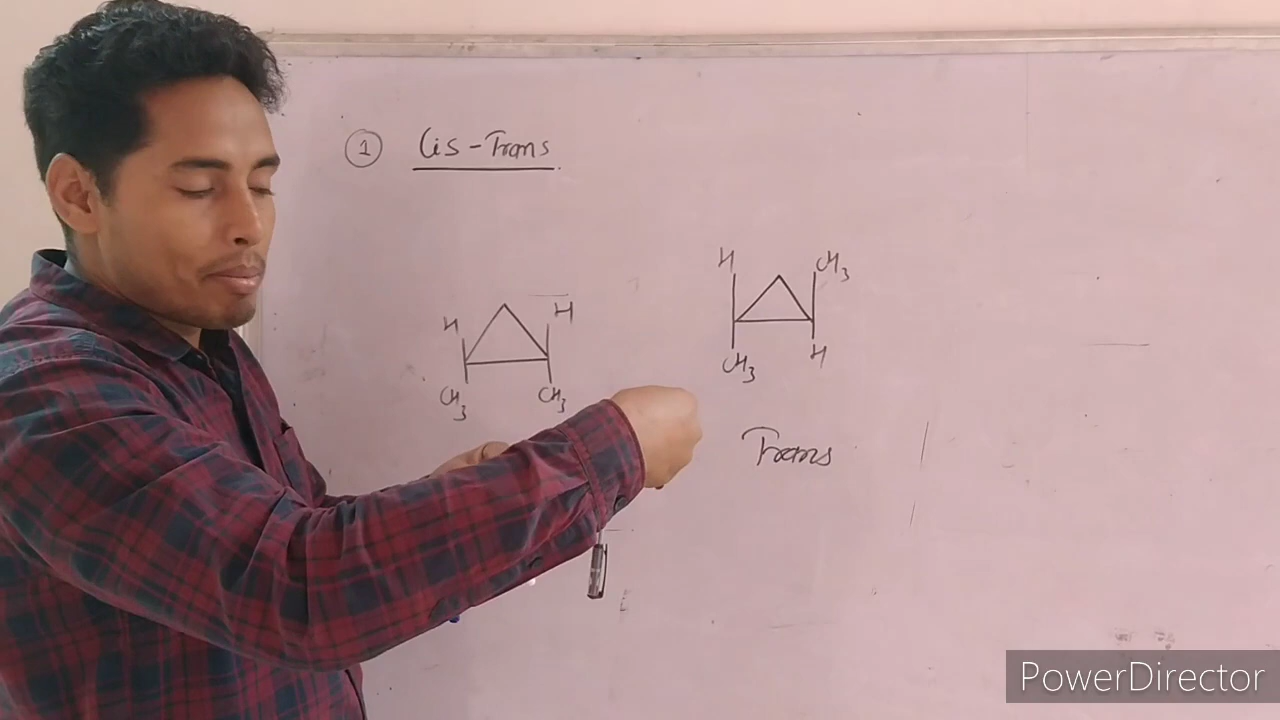 ① Cis-Trans
H H
CH3 CH3
H CH3
CH3 H
Trans
PowerDirector